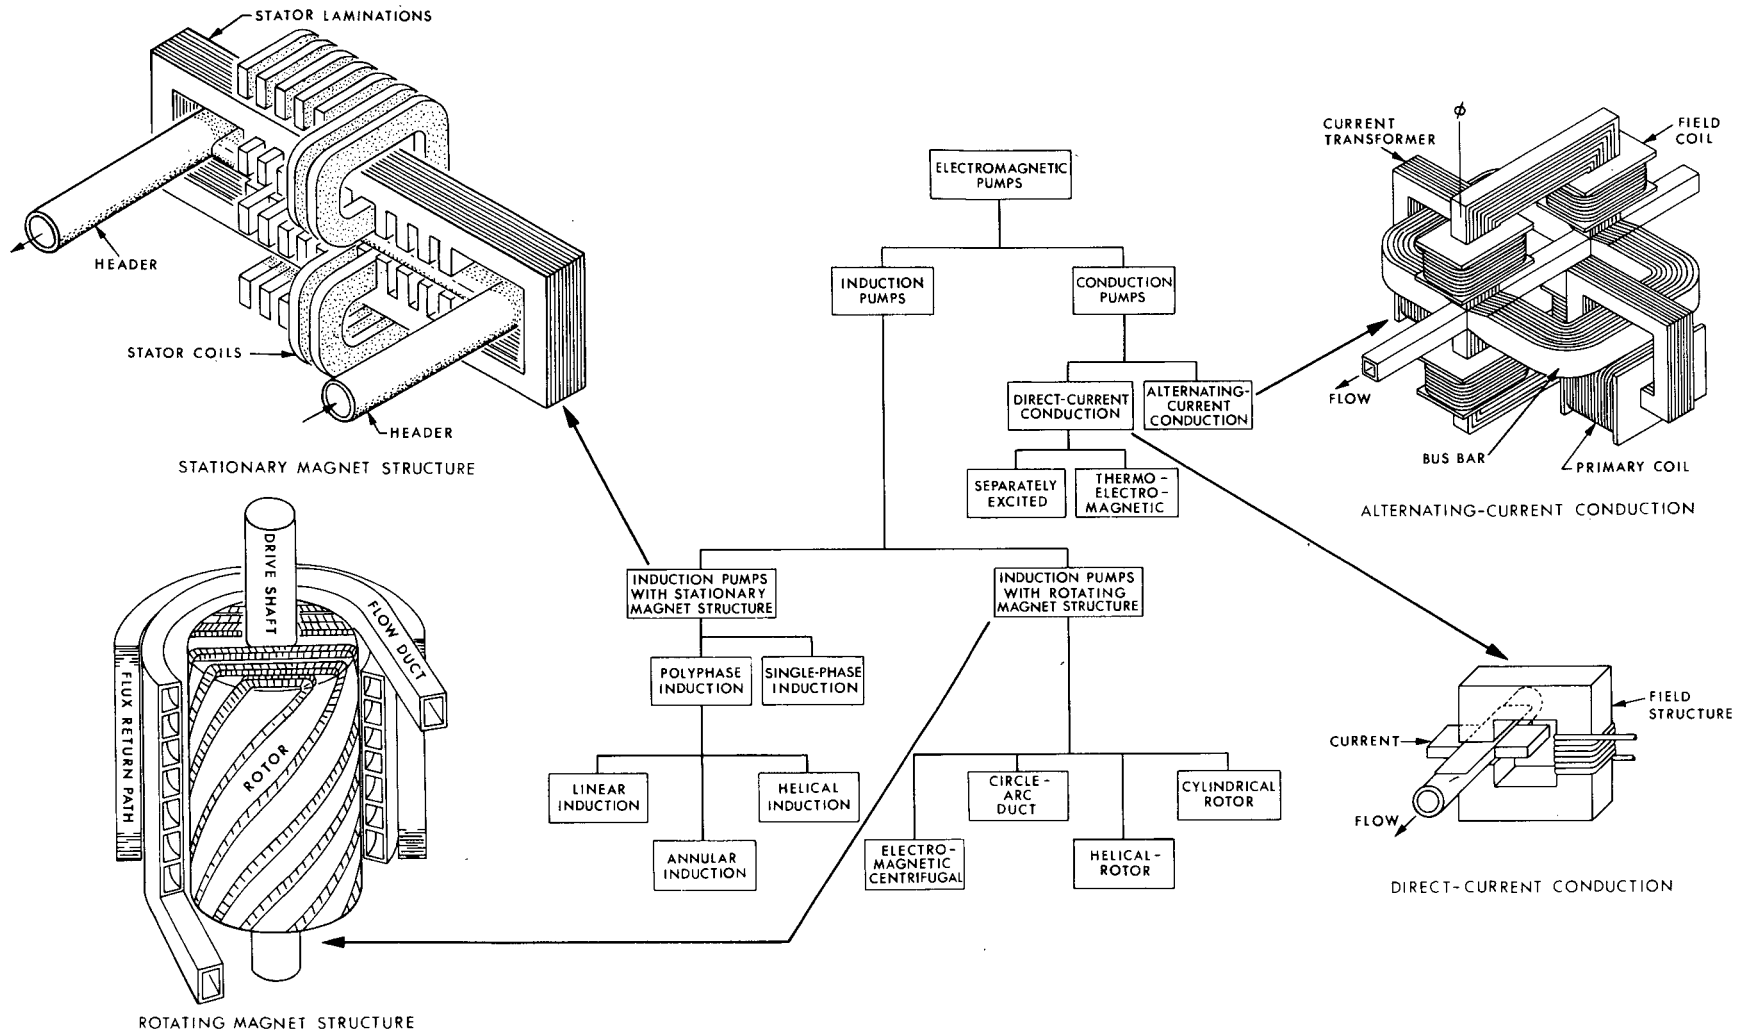 STATOR LAMINATIONS
HEADER
STATOR COILS
HEADER
STATIONARY MAGNET STRUCTURE
DRIVE SHAFT
FLOW DUCT
FLUX RETURN PATH
ROTOR
ROTATING MAGNET STRUCTURE
ELECTROMAGNETIC
PUMPS
INDUCTION
PUMPS
CONDUCTION
PUMPS
DIRECT-CURRENT
CONDUCTION
ALTERNATING-
CURRENT
CONDUCTION
SEPARATELY
EXCITED
THERMO-
ELECTRO-
MAGNETIC
INDUCTION PUMPS
WITH STATIONARY
MAGNET STRUCTURE
INDUCTION PUMPS
WITH ROTATING
MAGNET STRUCTURE
POLYPHASE
INDUCTION
SINGLE-PHASE
INDUCTION
LINEAR
INDUCTION
HELICAL
INDUCTION
ANNULAR
INDUCTION
CIRCLE-
ARC
DUCT
CYLINDRICAL
ROTOR
ELECTRO-
MAGNETIC
CENTRIFUGAL
HELICAL-
ROTOR
CURRENT
TRANSFORMER
ϕ
FIELD
COIL
FLOW
BUS BAR
PRIMARY COIL
ALTERNATING-CURRENT CONDUCTION
FIELD
STRUCTURE
CURRENT
FLOW
DIRECT-CURRENT CONDUCTION